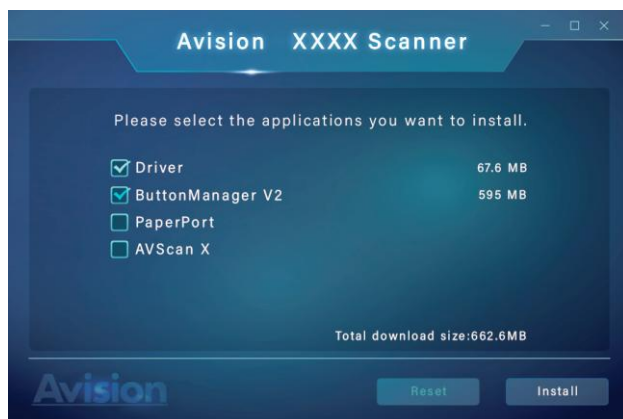 Avision XXXX Scanner
Please select the applications you want to install.
Driver 67.6 MB
ButtonManager V2 595 MB
PaperPort
AVScan X
Total download size:662.6MB
Avision Reset Install